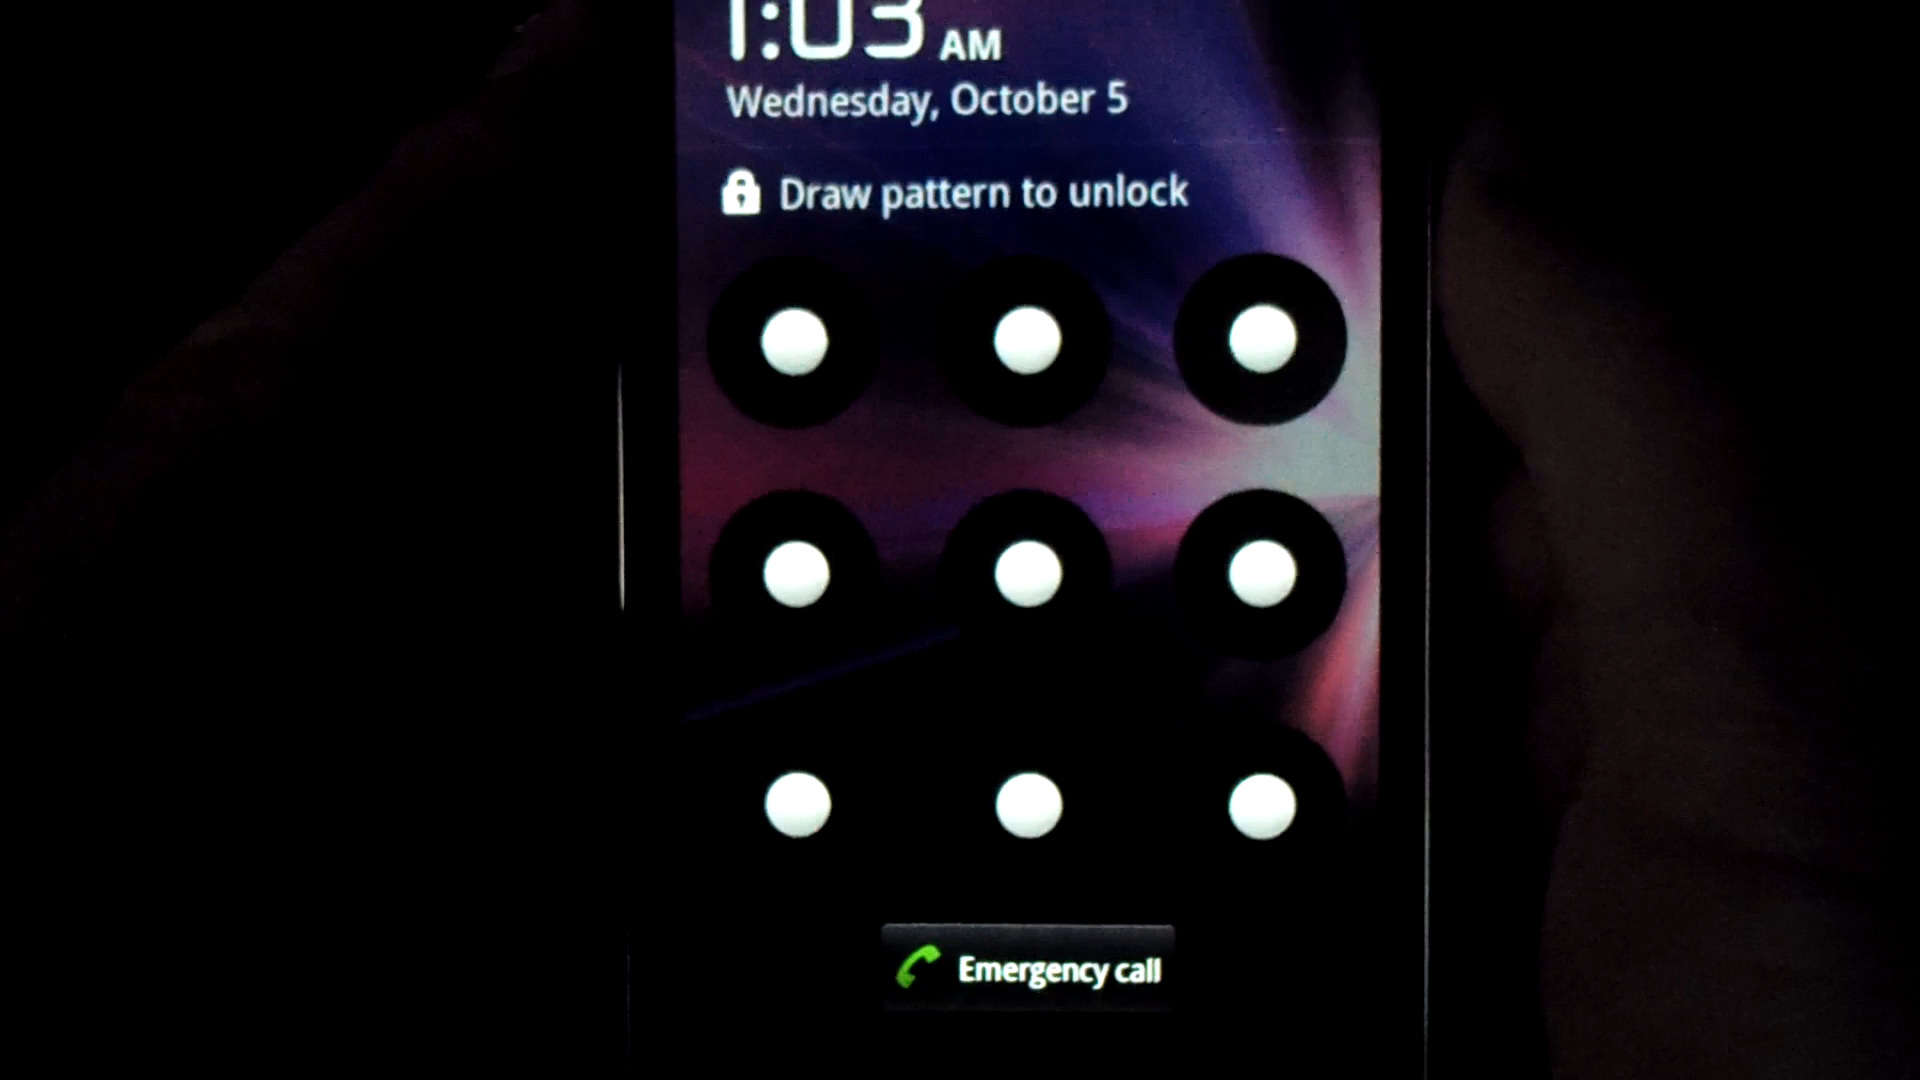 1:03 AM
Wednesday, October 5
Draw pattern to unlock
Emergency call